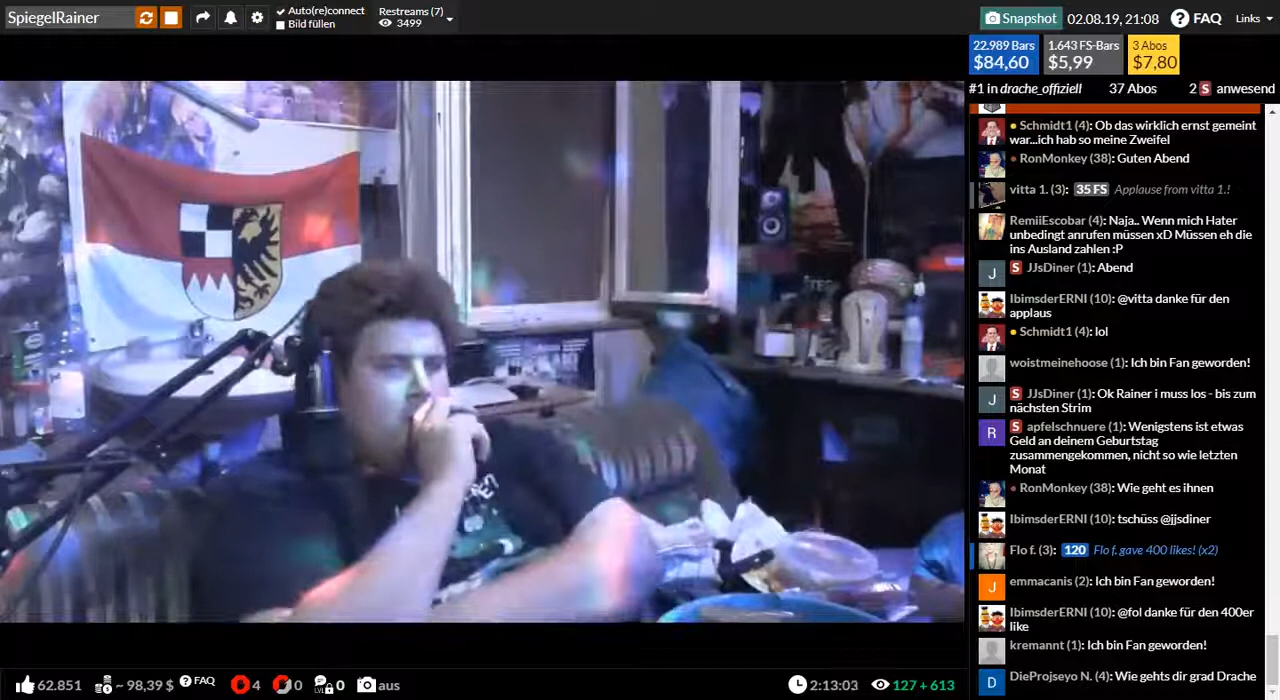 SpiegelRainer
Auto(re)connect
Bild füllen
Restreams (7)
3499
Snapshot
02.08.19, 21:08
FAQ
Links
22.989 Bars
$84,60
1.643 FS-Bars
$5,99
3 Abos
$7,80
#1 in drache_offiziell
37 Abos
2 S anwesend
Schmidt1 (4): Ob das wirklich ernst gemeint
war...ich hab so meine Zweifel
RonMonkey (38): Guten Abend
vitta 1. (3): 35 FS Applause from vitta 1.!
RemiiEscobar (4): Naja.. Wenn mich Hater
unbedingt anrufen müssen xD Müssen eh die
ins Ausland zahlen :P
J
S JJsDiner (1): Abend
IbimsderERNI (10): @vitta danke für den
applaus
Schmidt1 (4): lol
woistmeinehoose (1): Ich bin Fan geworden!
J
S JJsDiner (1): Ok Rainer i muss los - bis zum
nächsten Strim
R
S apfelschnuere (1): Wenigstens ist etwas
Geld an deinem Geburtstag
zusammengekommen, nicht so wie letzten
Monat
RonMonkey (38): Wie geht es ihnen
IbimsderERNI (10): tschüss @jjsdiner
Flo f. (3): 120 Flo f. gave 400 likes! (x2)
J
emmacanis (2): Ich bin Fan geworden!
IbimsderERNI (10): @fol danke für den 400er
like
kremannt (1): Ich bin Fan geworden!
D
DieProjseyo N. (4): Wie gehts dir grad Drache
62.851
~ 98,39 $
FAQ
4
0
LVL
0
aus
2:13:03
127 + 613